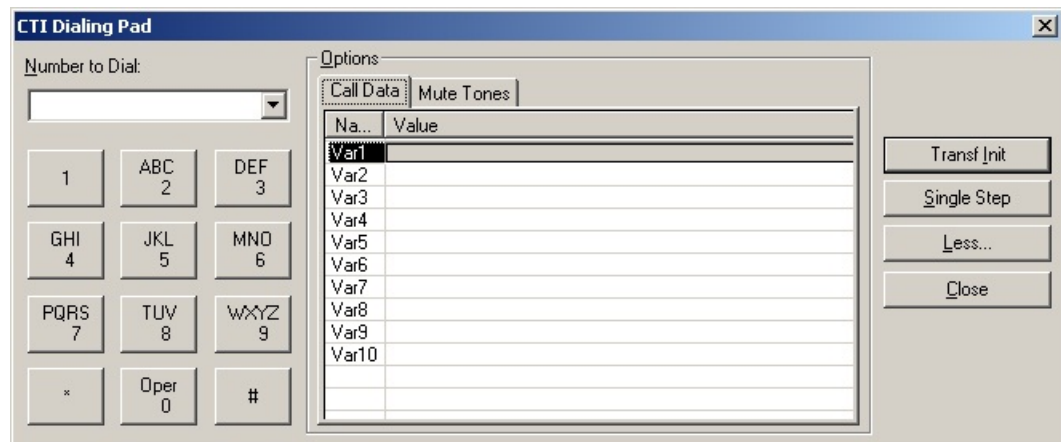 CTI Dialing Pad
Number to Dial:
1
ABC
2
DEF
3
GHI
4
JKL
5
MNO
6
PQRS
7
TUV
8
WXYZ
9
*
Oper
0
#
Options
Call Data
Mute Tones
Na... Value
Var1
Var2
Var3
Var4
Var5
Var6
Var7
Var8
Var9
Var10
Transf Init
Single Step
Less...
Close